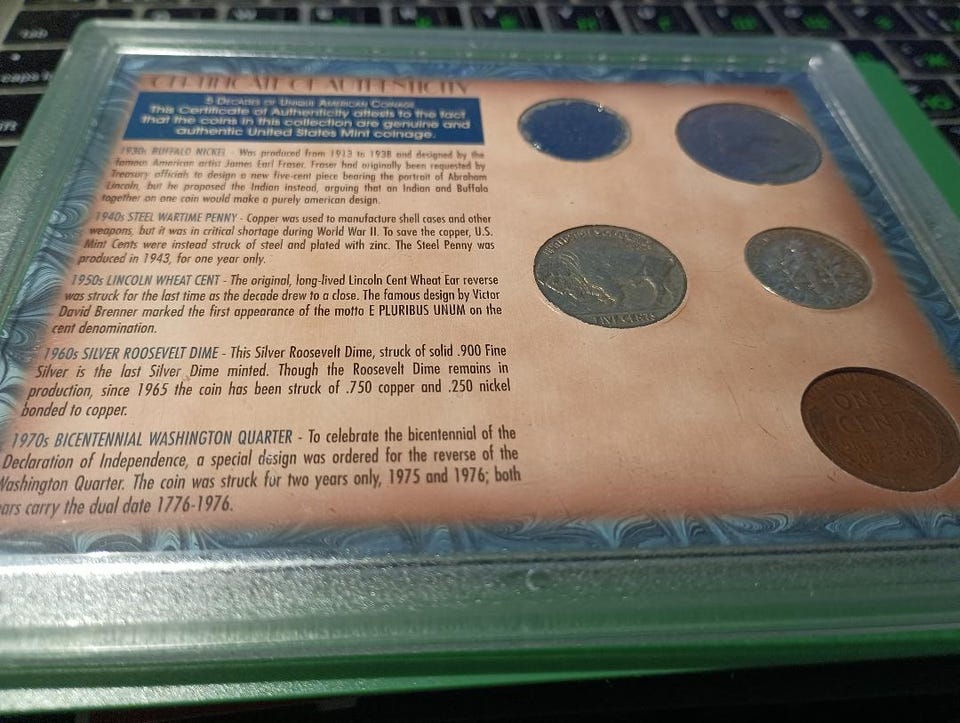 CERTIFICATE OF AUTENTICITY
5 DECADES OF UNIQUE AMERICAN COINAGE
This Certificate of Authenticity attests to the fact
that the coins in this collection are genuine and
authentic United States Mint coinage.
1930s BUFFALO NICKEL - Was produced from 1913 to 1938 and designed by the
famous American artist James Earl Fraser. Fraser had originally been requested by
Treasury officials to design a new five-cent piece bearing the portrait of Abraham
Lincoln, but he proposed the Indian instead, arguing that an Indian and Buffalo
together on one coin would make a purely american design.
1940s STEEL WARTIME PENNY - Copper was used to manufacture shell cases and other
weapons, but it was in critical shortage during World War II. To save the copper, U.S.
Mint Cents were instead struck of steel and plated with zinc. The Steel Penny was
produced in 1943, for one year only.
1950s LINCOLN WHEAT CENT - The original, long-lived Lincoln Cent Wheat Ear reverse
was struck for the last time as the decade drew to a close. The famous design by Victor
David Brenner marked the first appearance of the motto E PLURIBUS UNUM on the
cent denomination.
1960s SILVER ROOSEVELT DIME - This Silver Roosevelt Dime, struck of solid .900 Fine
Silver is the last Silver Dime minted. Though the Roosevelt Dime remains in
production, since 1965 the coin has been struck of .750 copper and .250 nickel
bonded to copper.
1970s BICENTENNIAL WASHINGTON QUARTER - To celebrate the bicentennial of the
Declaration of Independence, a special design was ordered for the reverse of the
Washington Quarter. The coin was struck for two years only, 1975 and 1976; both
ars carry the dual date 1776-1976.
FIVE CENTS
ONE
CENT
tab
caps
shift